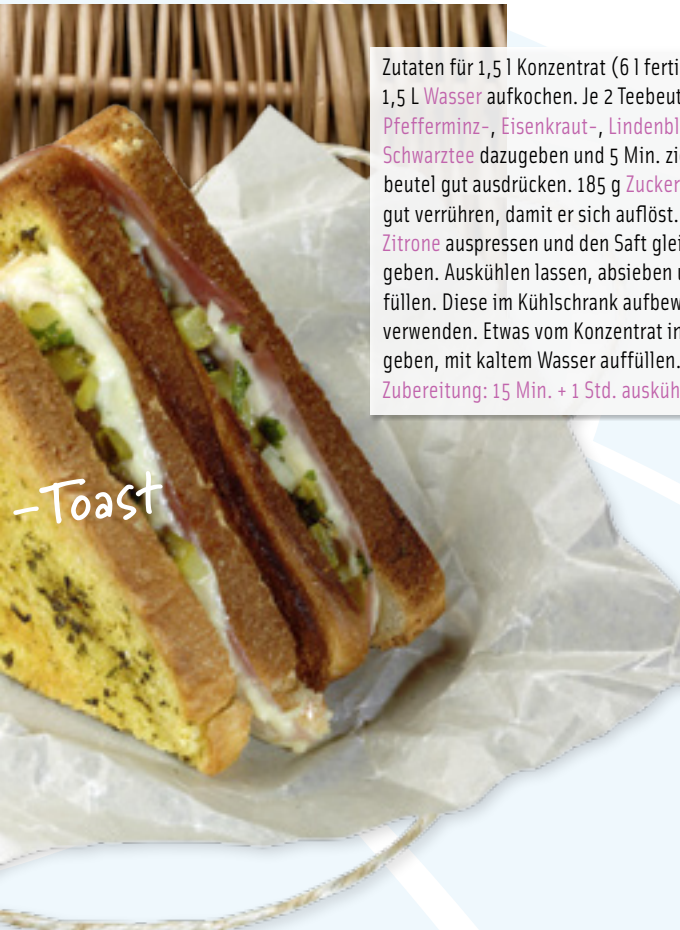 Zutaten für 1,5 l Konzentrat (6 l ferti
1,5 L Wasser aufkochen. Je 2 Teebeut
Pfefferminz-, Eisenkraut-, Lindenbl
Schwarztee dazugeben und 5 Min. zie
beutel gut ausdrücken. 185 g Zucker
gut verrühren, damit er sich auflöst.
Zitrone auspressen und den Saft glei
geben. Auskühlen lassen, absieben u
füllen. Diese im Kühlschrank aufbew
verwenden. Etwas vom Konzentrat in
geben, mit kaltem Wasser auffüllen.
Zubereitung: 15 Min. + 1 Std. ausküh
-Toast